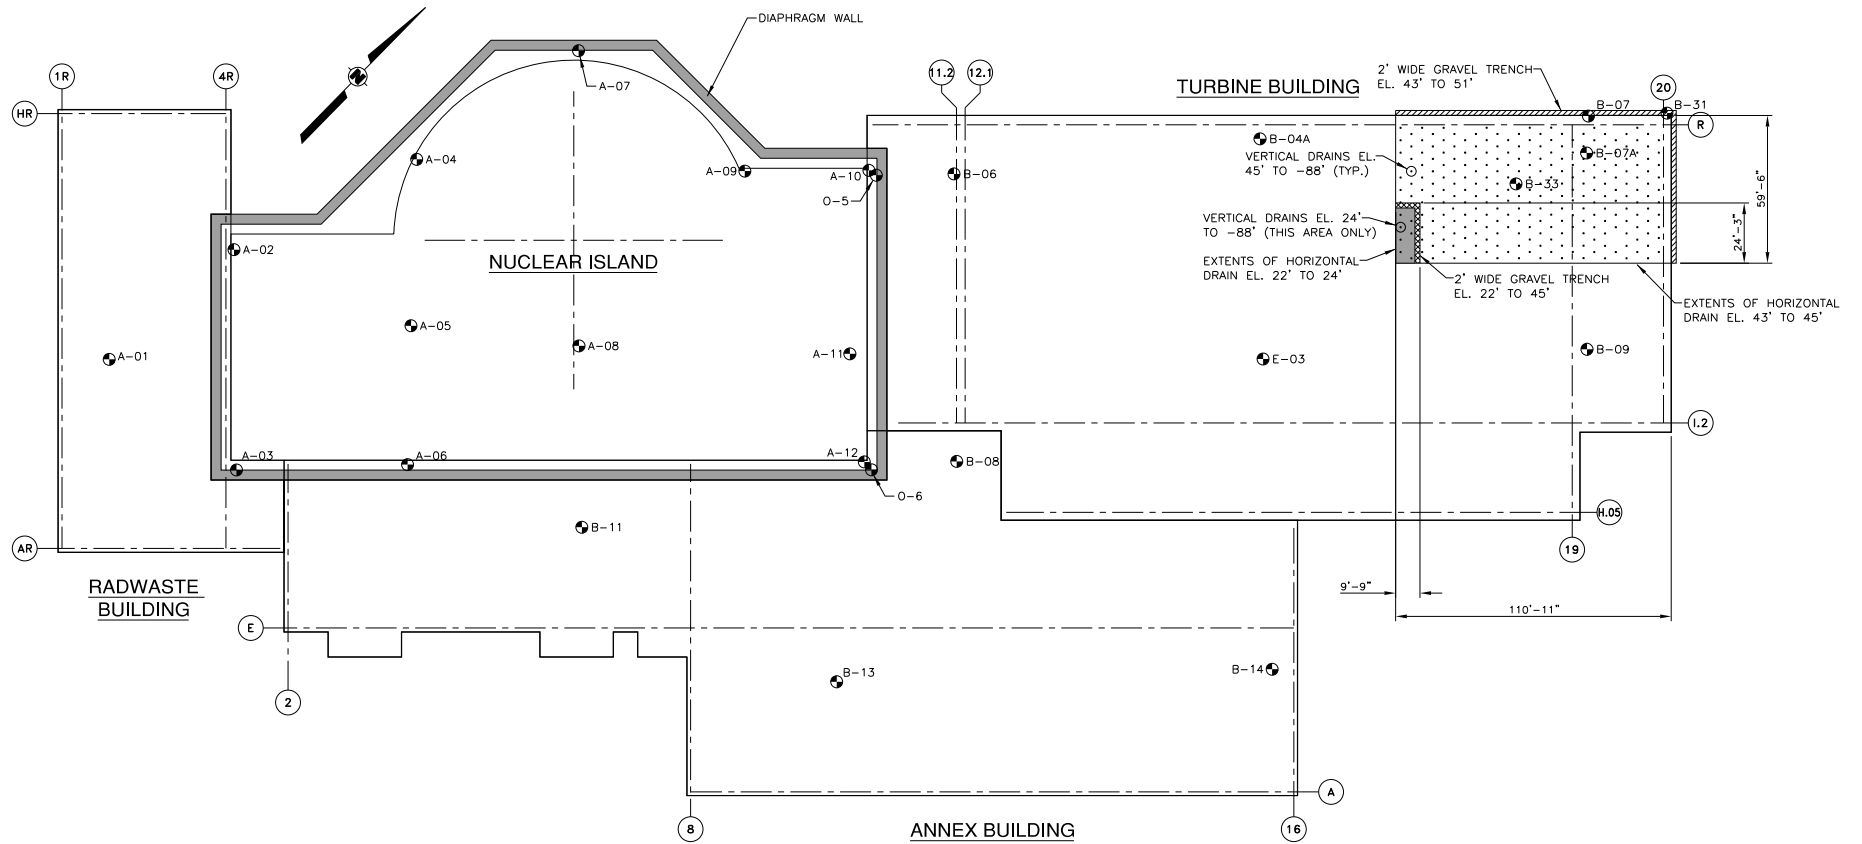 DIAPHRAGM WALL
1R
4R
N
A-07
11.2
12.1
TURBINE BUILDING
2' WIDE GRAVEL TRENCH
EL. 43' TO 51'
20
B-07
B-31
HR
R
A-04
A-09
A-10
O-5
B-06
B-04A
VERTICAL DRAINS EL.
45' TO -88' (TYP.)
B-07A
B-33
59'-6"
24'-3"
VERTICAL DRAINS EL. 24'
TO -88' (THIS AREA ONLY)
EXTENTS OF HORIZONTAL
DRAIN EL. 22' TO 24'
2' WIDE GRAVEL TRENCH
EL. 22' TO 45'
EXTENTS OF HORIZONTAL
DRAIN EL. 43' TO 45'
A-02
NUCLEAR ISLAND
A-05
A-08
A-01
A-11
E-03
B-09
I.2
A-03
A-06
A-12
B-08
O-6
B-11
H.05
19
AR
RADWASTE
BUILDING
9'-9"
110'-11"
E
2
B-13
B-14
A
8
ANNEX BUILDING
16